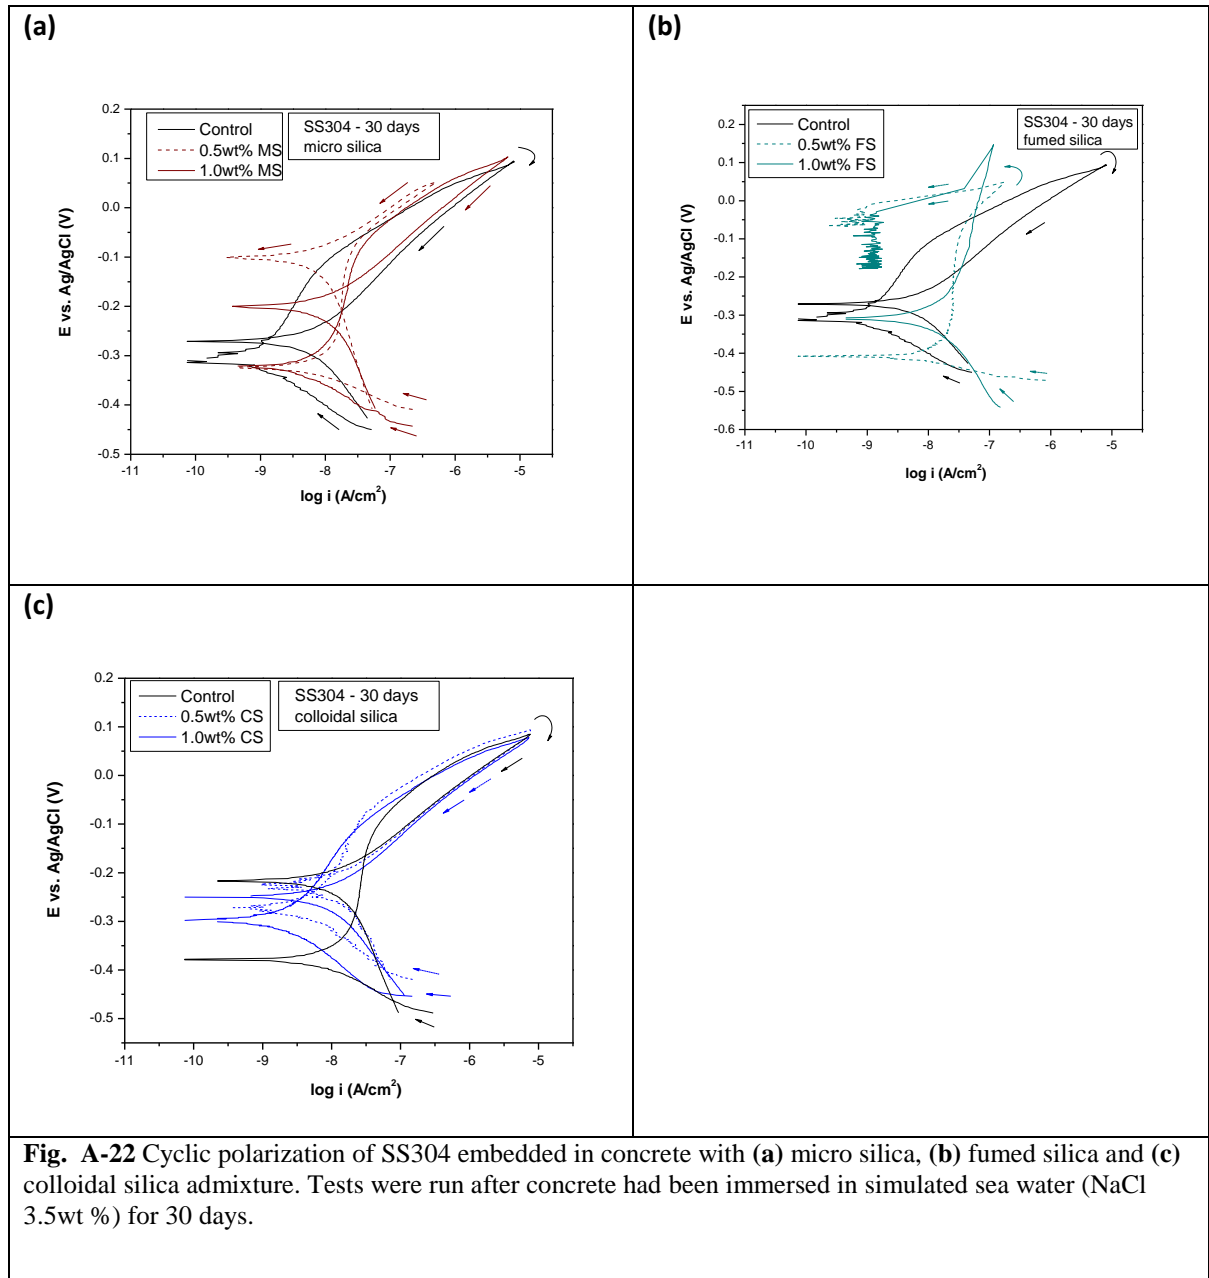 (a)
0.2
0.1
0.0
-0.1
-0.2
-0.3
-0.4
-0.5
E vs. Ag/AgCl (V)
Control
0.5wt% MS
1.0wt% MS
SS304 - 30 days
micro silica
-11 -10 -9 -8 -7 -6 -5
log i (A/cm²)
(b)
0.2
0.1
0.0
-0.1
-0.2
-0.3
-0.4
-0.5
-0.6
E vs. Ag/AgCl (V)
Control
0.5wt% FS
1.0wt% FS
SS304 - 30 days
fumed silica
-11 -10 -9 -8 -7 -6 -5
log i (A/cm²)
(c)
0.2
0.1
0.0
-0.1
-0.2
-0.3
-0.4
-0.5
E vs. Ag/AgCl (V)
Control
0.5wt% CS
1.0wt% CS
SS304 - 30 days
colloidal silica
-11 -10 -9 -8 -7 -6 -5
log i (A/cm²)
Fig. A-22 Cyclic polarization of SS304 embedded in concrete with (a) micro silica, (b) fumed silica and (c)
colloidal silica admixture. Tests were run after concrete had been immersed in simulated sea water (NaCl
3.5wt %) for 30 days.